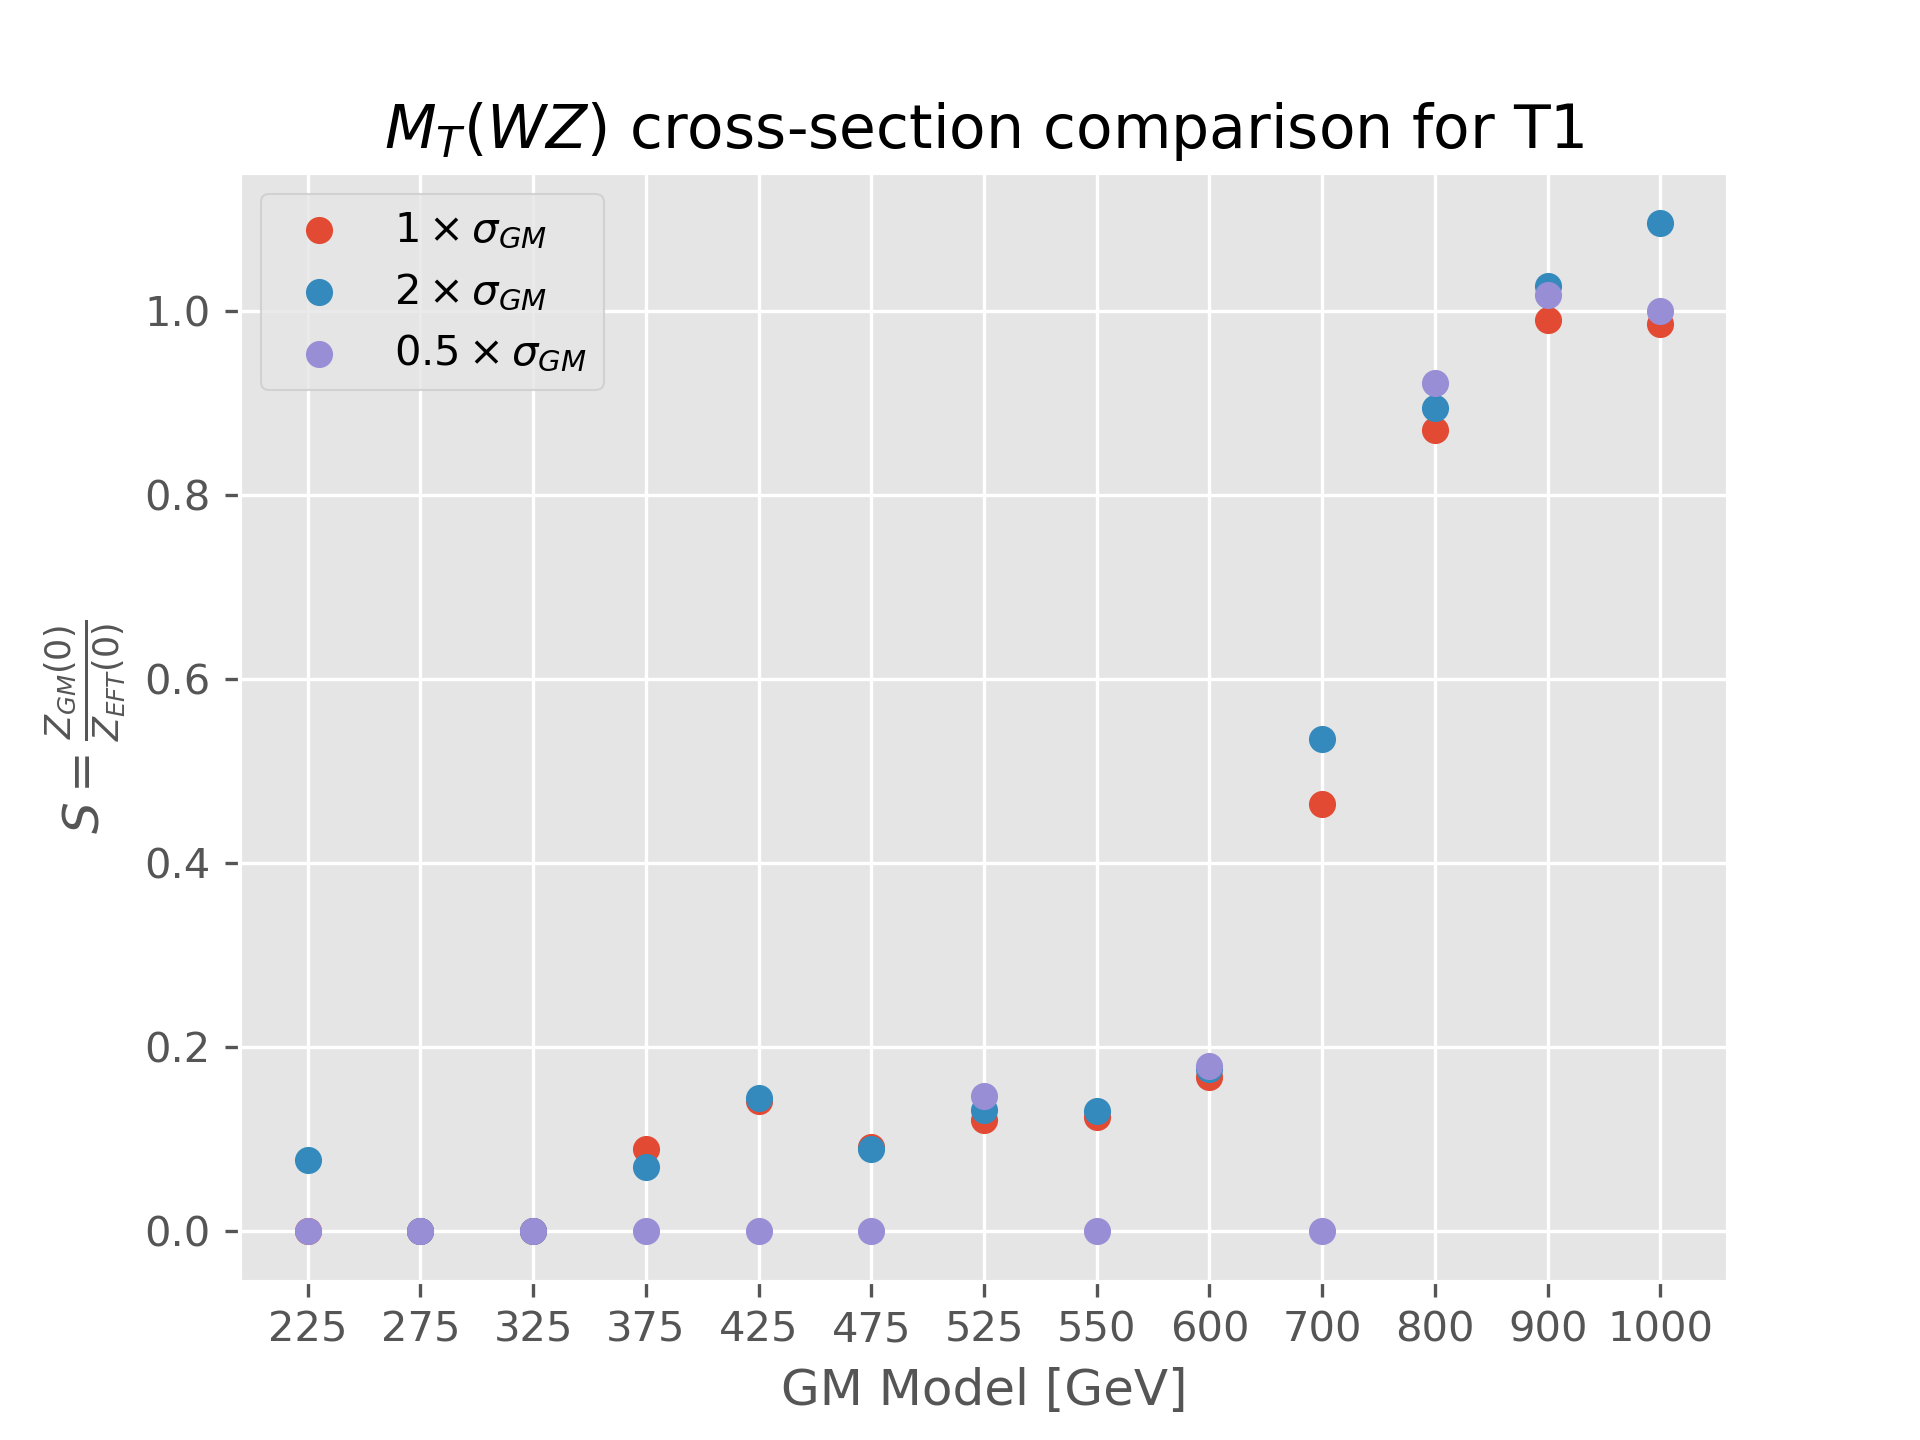 M_T(WZ) cross-section comparison for T1
1 × σ_GM
2 × σ_GM
0.5 × σ_GM
1.0
0.8
0.6
0.4
0.2
0.0
S = Z_GM(0) / Z_EFT(0)
225 275 325 375 425 475 525 550 600 700 800 900 1000
GM Model [GeV]